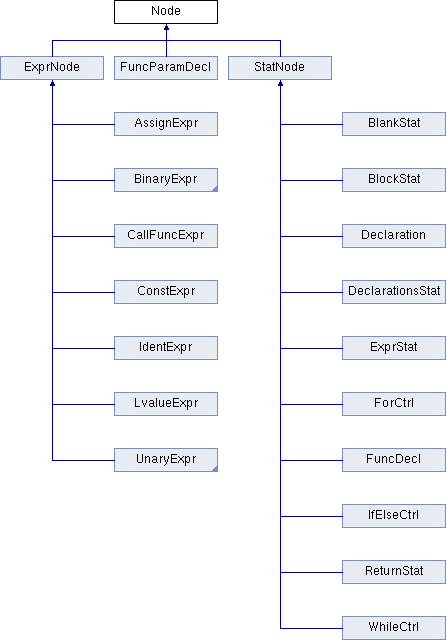 Node
ExprNode
FuncParamDecl
StatNode
AssignExpr
BlankStat
BinaryExpr
BlockStat
CallFuncExpr
Declaration
ConstExpr
DeclarationsStat
IdentExpr
ExprStat
LvalueExpr
ForCtrl
UnaryExpr
FuncDecl
IfElseCtrl
ReturnStat
WhileCtrl